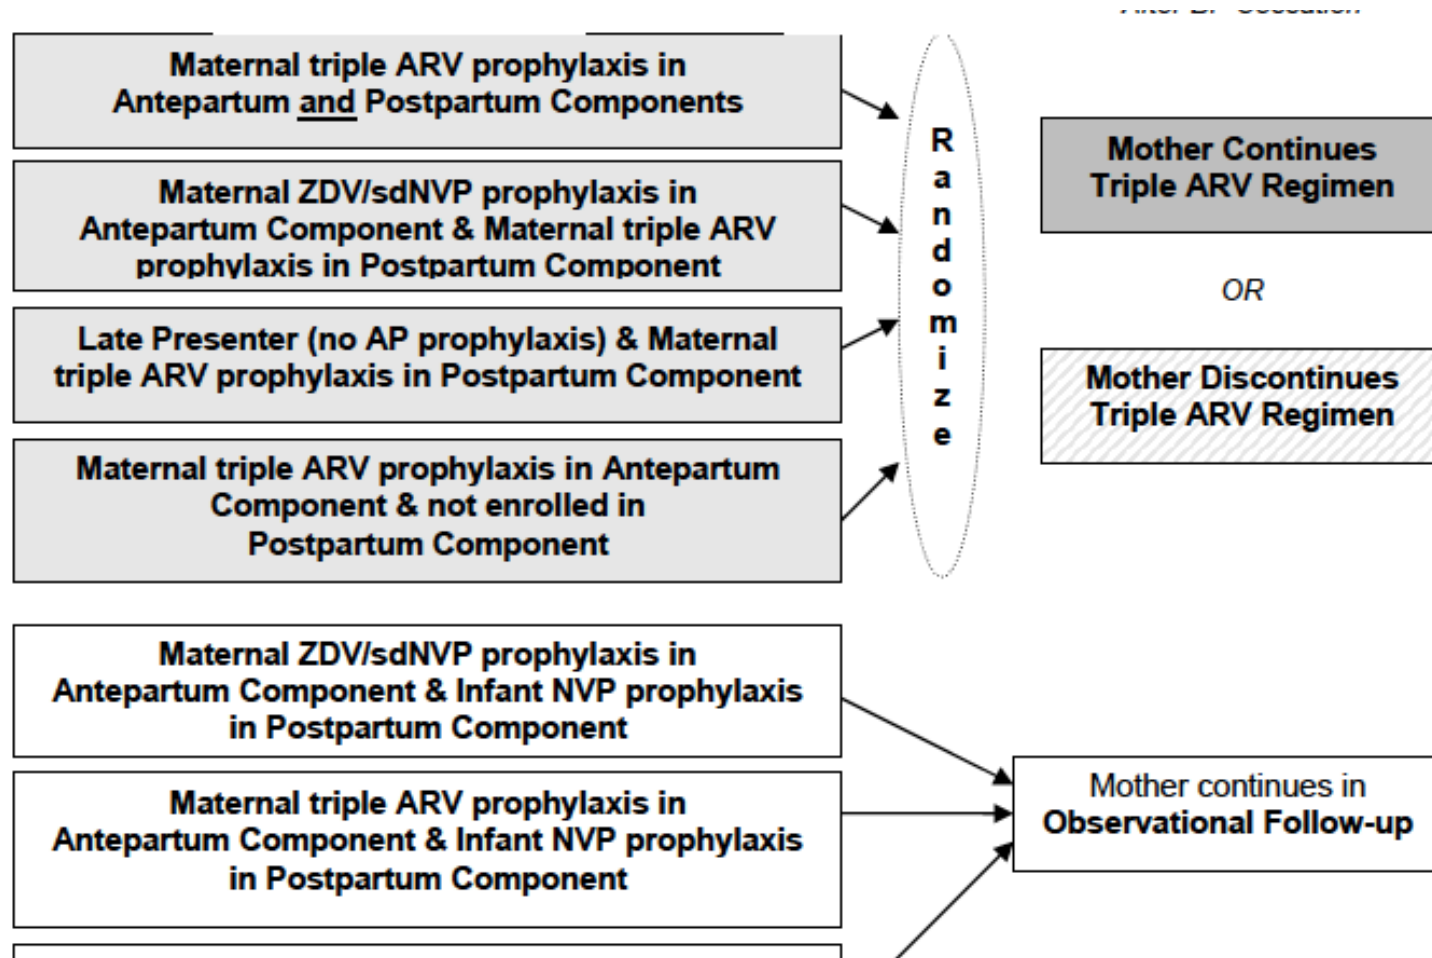 Maternal triple ARV prophylaxis in
Antepartum and Postpartum Components
Maternal ZDV/sdNVP prophylaxis in
Antepartum Component & Maternal triple ARV
prophylaxis in Postpartum Component
Late Presenter (no AP prophylaxis) & Maternal
triple ARV prophylaxis in Postpartum Component
Maternal triple ARV prophylaxis in Antepartum
Component & not enrolled in
Postpartum Component
R
a
n
d
o
m
i
z
e
Mother Continues
Triple ARV Regimen
OR
Mother Discontinues
Triple ARV Regimen
Maternal ZDV/sdNVP prophylaxis in
Antepartum Component & Infant NVP prophylaxis
in Postpartum Component
Maternal triple ARV prophylaxis in
Antepartum Component & Infant NVP prophylaxis
in Postpartum Component
Mother continues in
Observational Follow-up